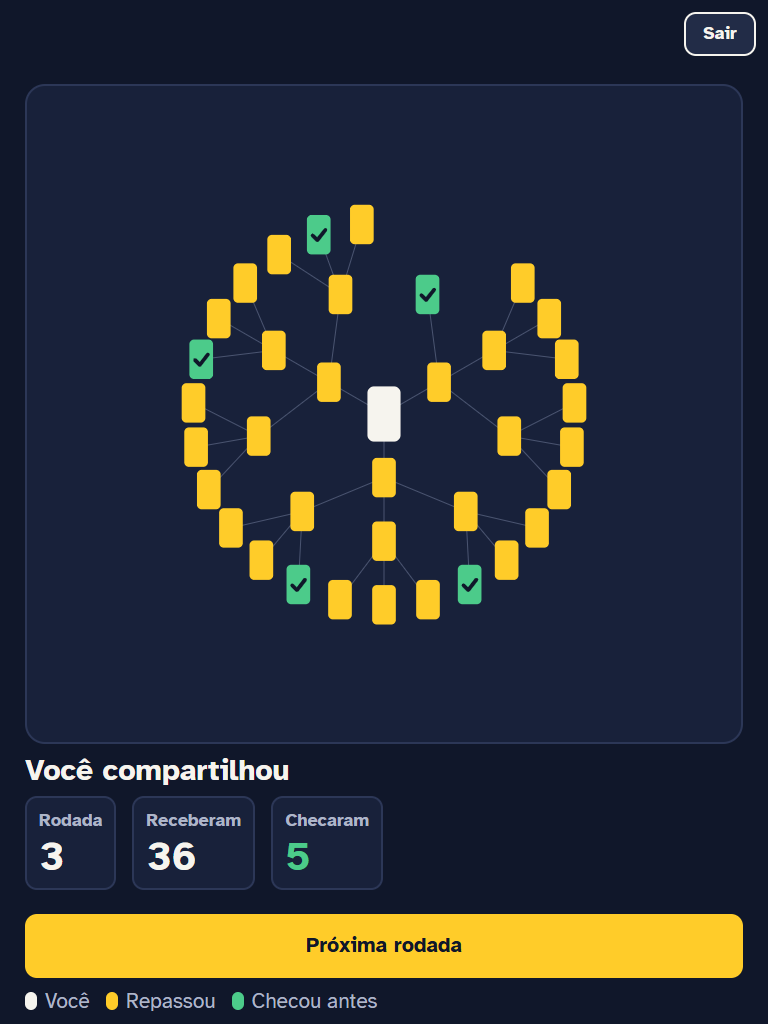 Sair
Você compartilhou
Rodada Receberam Checaram
3 36 5
Próxima rodada
Você Repassou Checou antes